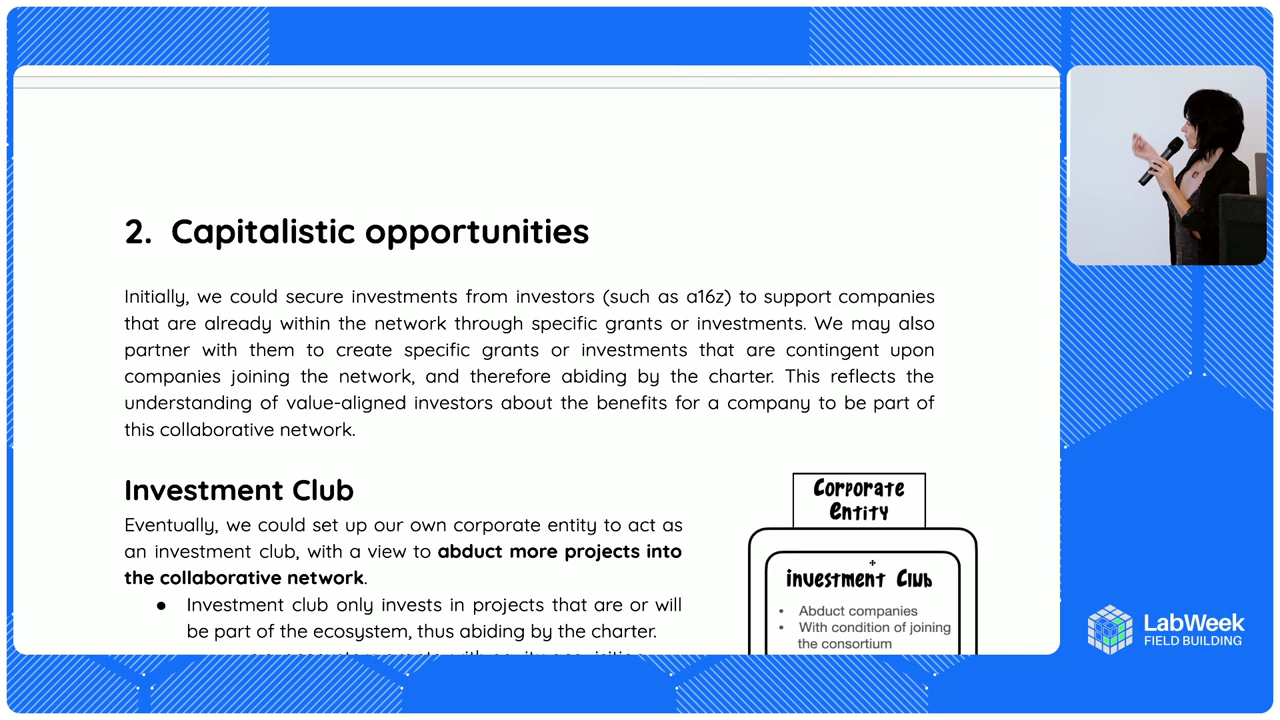 2. Capitalistic opportunities
Initially, we could secure investments from investors (such as a16z) to support companies
that are already within the network through specific grants or investments. We may also
partner with them to create specific grants or investments that are contingent upon
companies joining the network, and therefore abiding by the charter. This reflects the
understanding of value-aligned investors about the benefits for a company to be part of
this collaborative network.
Investment Club
Eventually, we could set up our own corporate entity to act as
an investment club, with a view to abduct more projects into
the collaborative network.
● Investment club only invests in projects that are or will
be part of the ecosystem, thus abiding by the charter.
Corporate
Entity
investment Club
• Abduct companies
• With condition of joining
the consortium
LabWeek
FIELD BUILDING